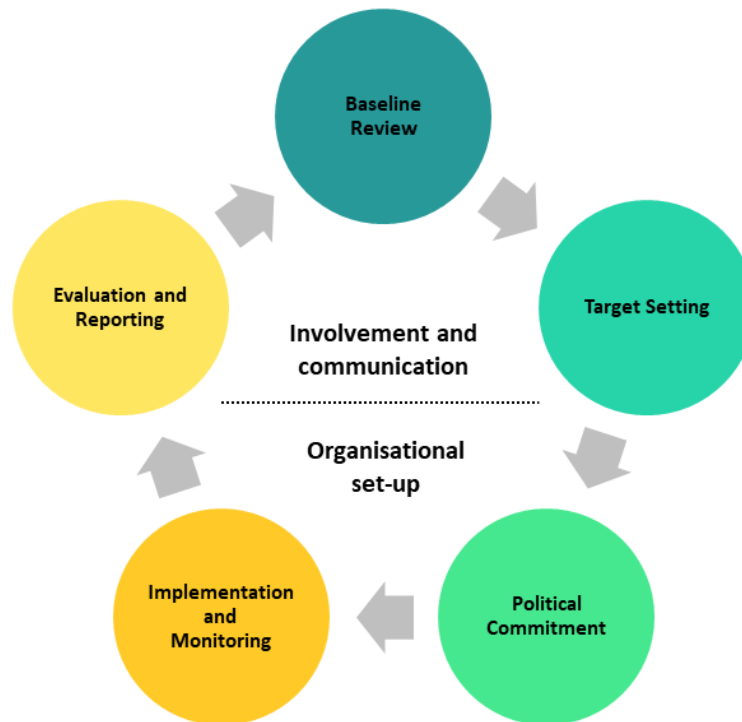 Baseline
Review
Target Setting
Political
Commitment
Implementation
and
Monitoring
Evaluation and
Reporting
Involvement and
communication
Organisational
set-up